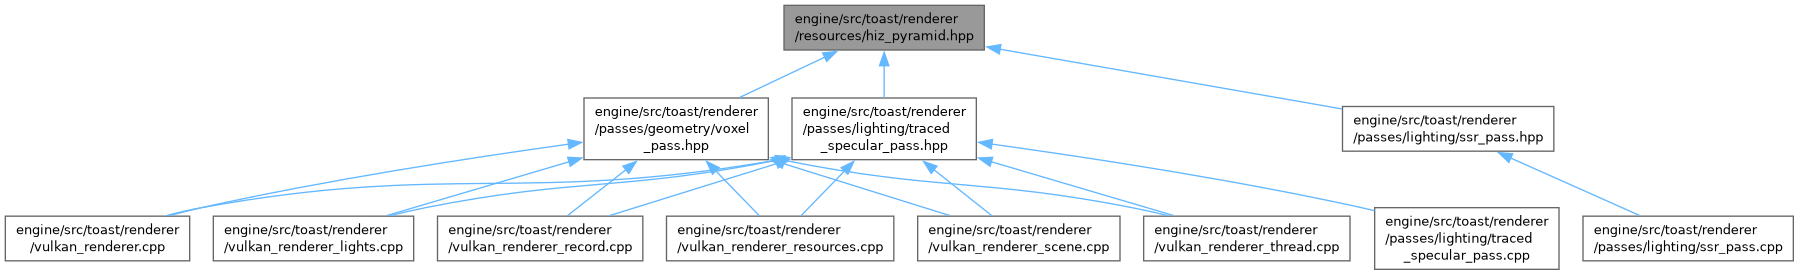 engine/src/toast/renderer
/resources/hiz_pyramid.hpp
engine/src/toast/renderer
/passes/geometry/voxel
_pass.hpp
engine/src/toast/renderer
/passes/lighting/traced
_specular_pass.hpp
engine/src/toast/renderer
/passes/lighting/ssr_pass.hpp
engine/src/toast/renderer
/vulkan_renderer.cpp
engine/src/toast/renderer
/vulkan_renderer_lights.cpp
engine/src/toast/renderer
/vulkan_renderer_record.cpp
engine/src/toast/renderer
/vulkan_renderer_resources.cpp
engine/src/toast/renderer
/vulkan_renderer_scene.cpp
engine/src/toast/renderer
/vulkan_renderer_thread.cpp
engine/src/toast/renderer
/passes/lighting/traced
_specular_pass.cpp
engine/src/toast/renderer
/passes/lighting/ssr_pass.cpp